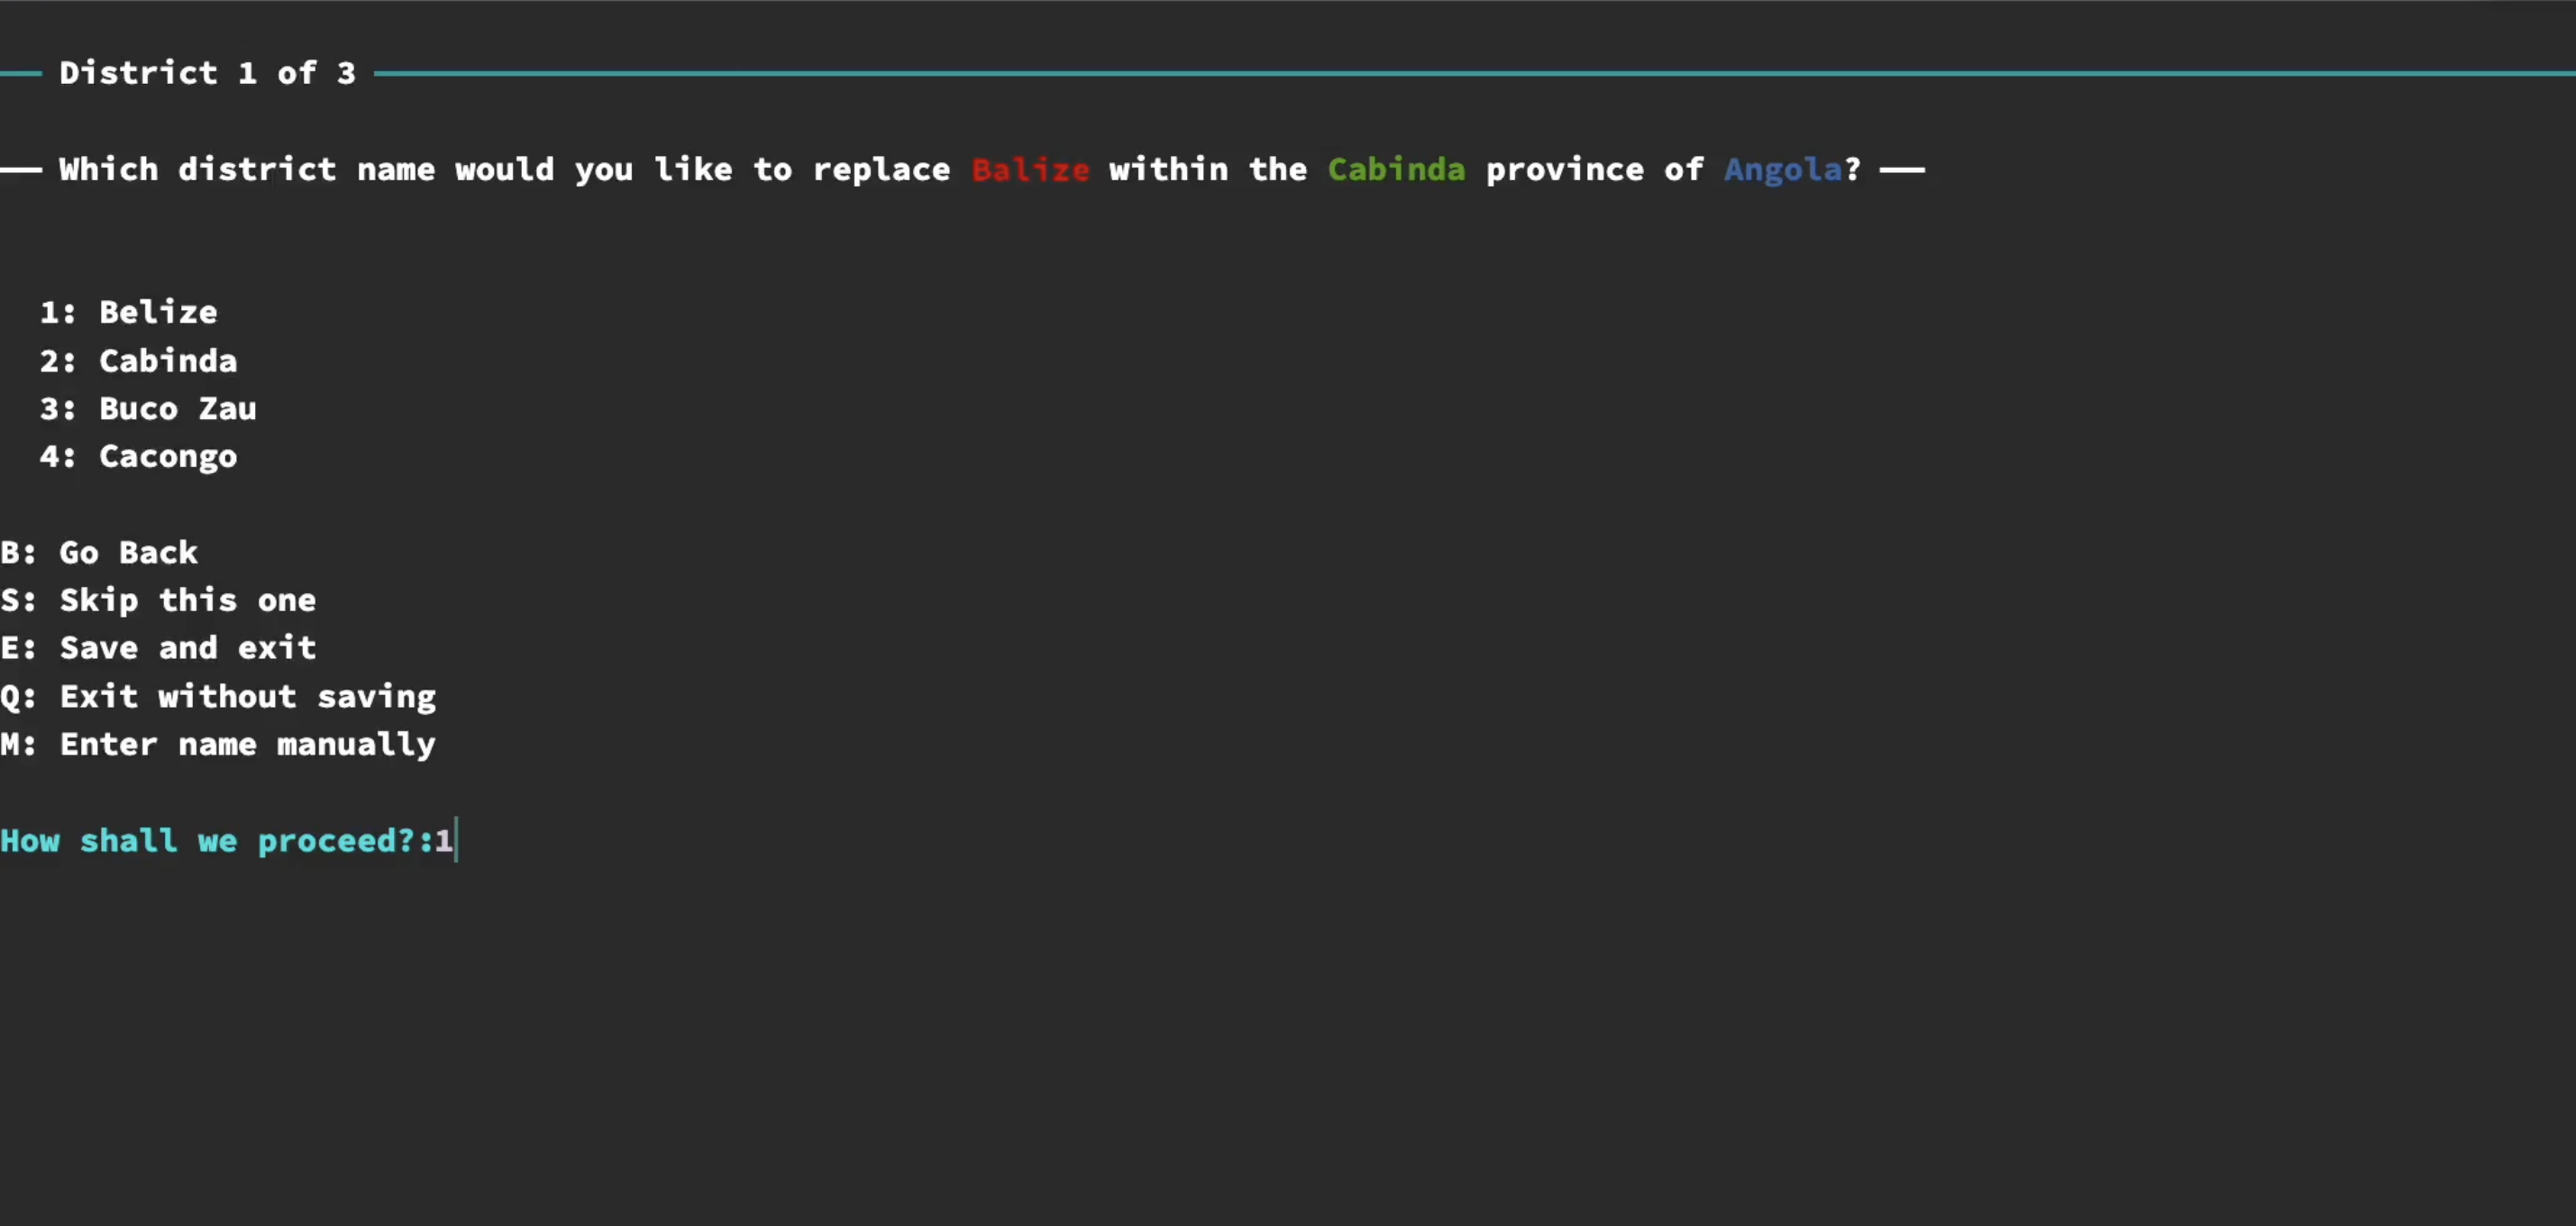 District 1 of 3
Which district name would you like to replace Balize within the Cabinda province of Angola?
1: Belize
2: Cabinda
3: Buco Zau
4: Cacongo
B: Go Back
S: Skip this one
E: Save and exit
Q: Exit without saving
M: Enter name manually
How shall we proceed?:1